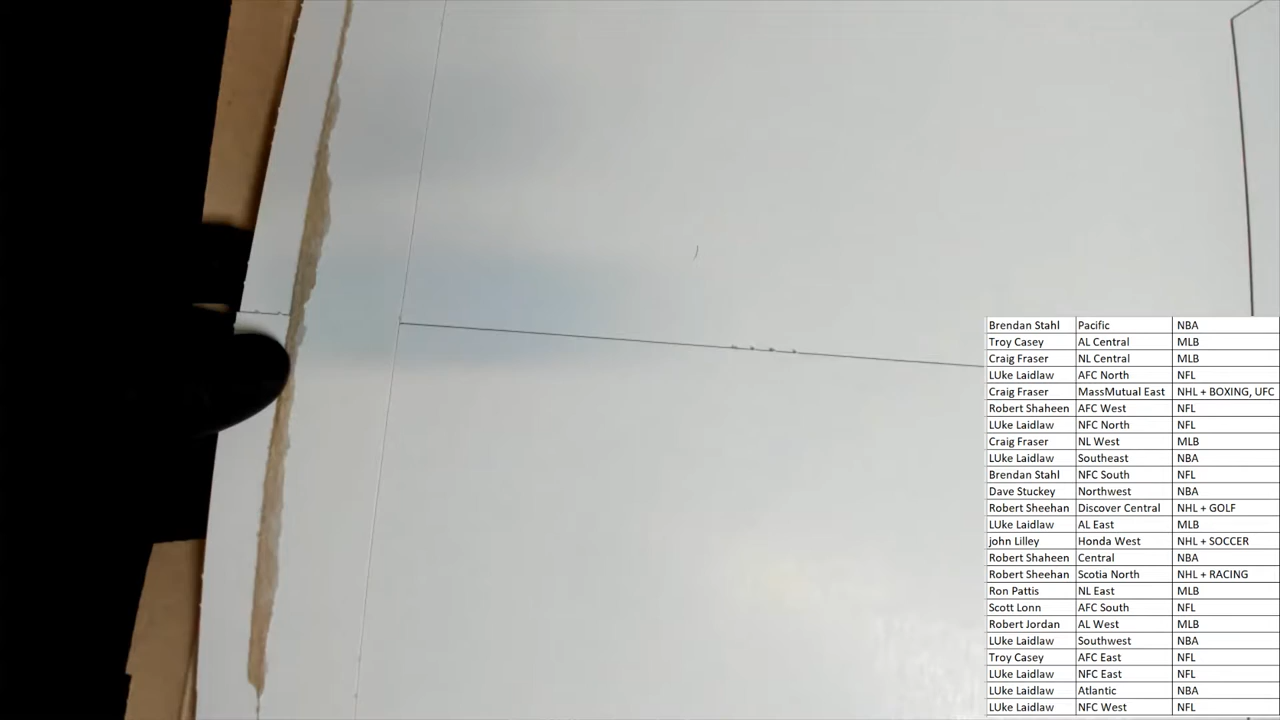 Brendan Stahl Pacific NBA
Troy Casey AL Central MLB
Craig Fraser NL Central MLB
LUke Laidlaw AFC North NFL
Craig Fraser MassMutual East NHL + BOXING, UFC
Robert Shaheen AFC West NFL
LUke Laidlaw NFC North NFL
Craig Fraser NL West MLB
LUke Laidlaw Southeast NBA
Brendan Stahl NFC South NFL
Dave Stuckey Northwest NBA
Robert Sheehan Discover Central NHL + GOLF
LUke Laidlaw AL East MLB
john Lilley Honda West NHL + SOCCER
Robert Shaheen Central NBA
Robert Sheehan Scotia North NHL + RACING
Ron Pattis NL East MLB
Scott Lonn AFC South NFL
Robert Jordan AL West MLB
LUke Laidlaw Southwest NBA
Troy Casey AFC East NFL
LUke Laidlaw NFC East NFL
LUke Laidlaw Atlantic NBA
LUke Laidlaw NFC West NFL